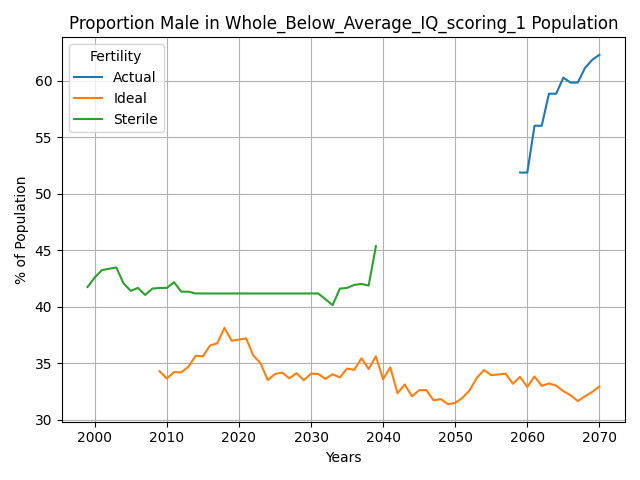 Proportion Male in Whole_Below_Average_IQ_scoring_1 Population
Fertility
Actual
Ideal
Sterile
% of Population
60
55
50
45
40
35
30
2000
2010
2020
2030
2040
2050
2060
2070
Years